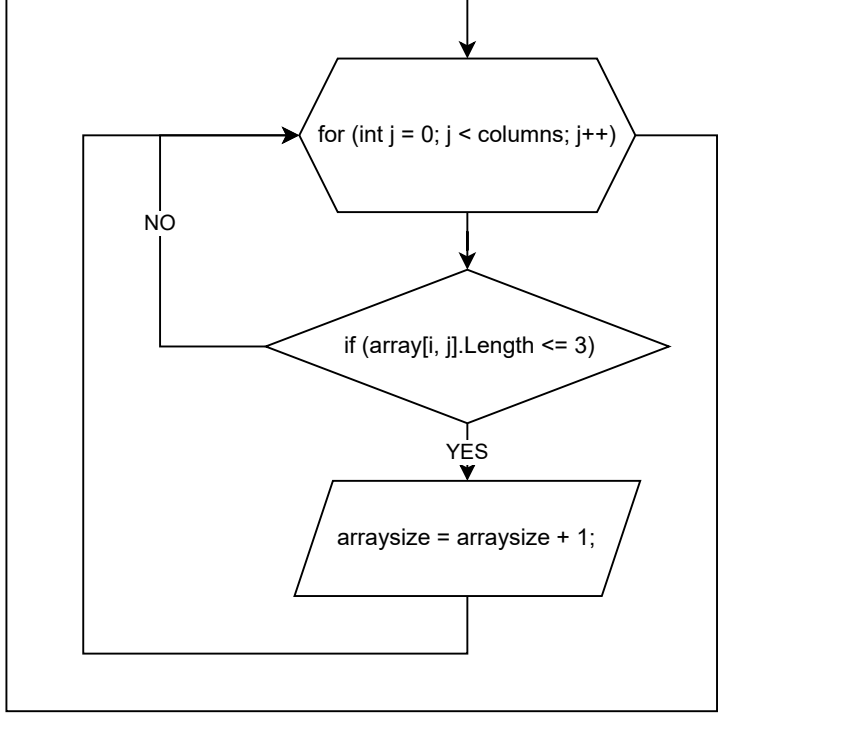 for (int j = 0; j < columns; j++)
NO
if (array[i, j].Length <= 3)
YES
arraysize = arraysize + 1;